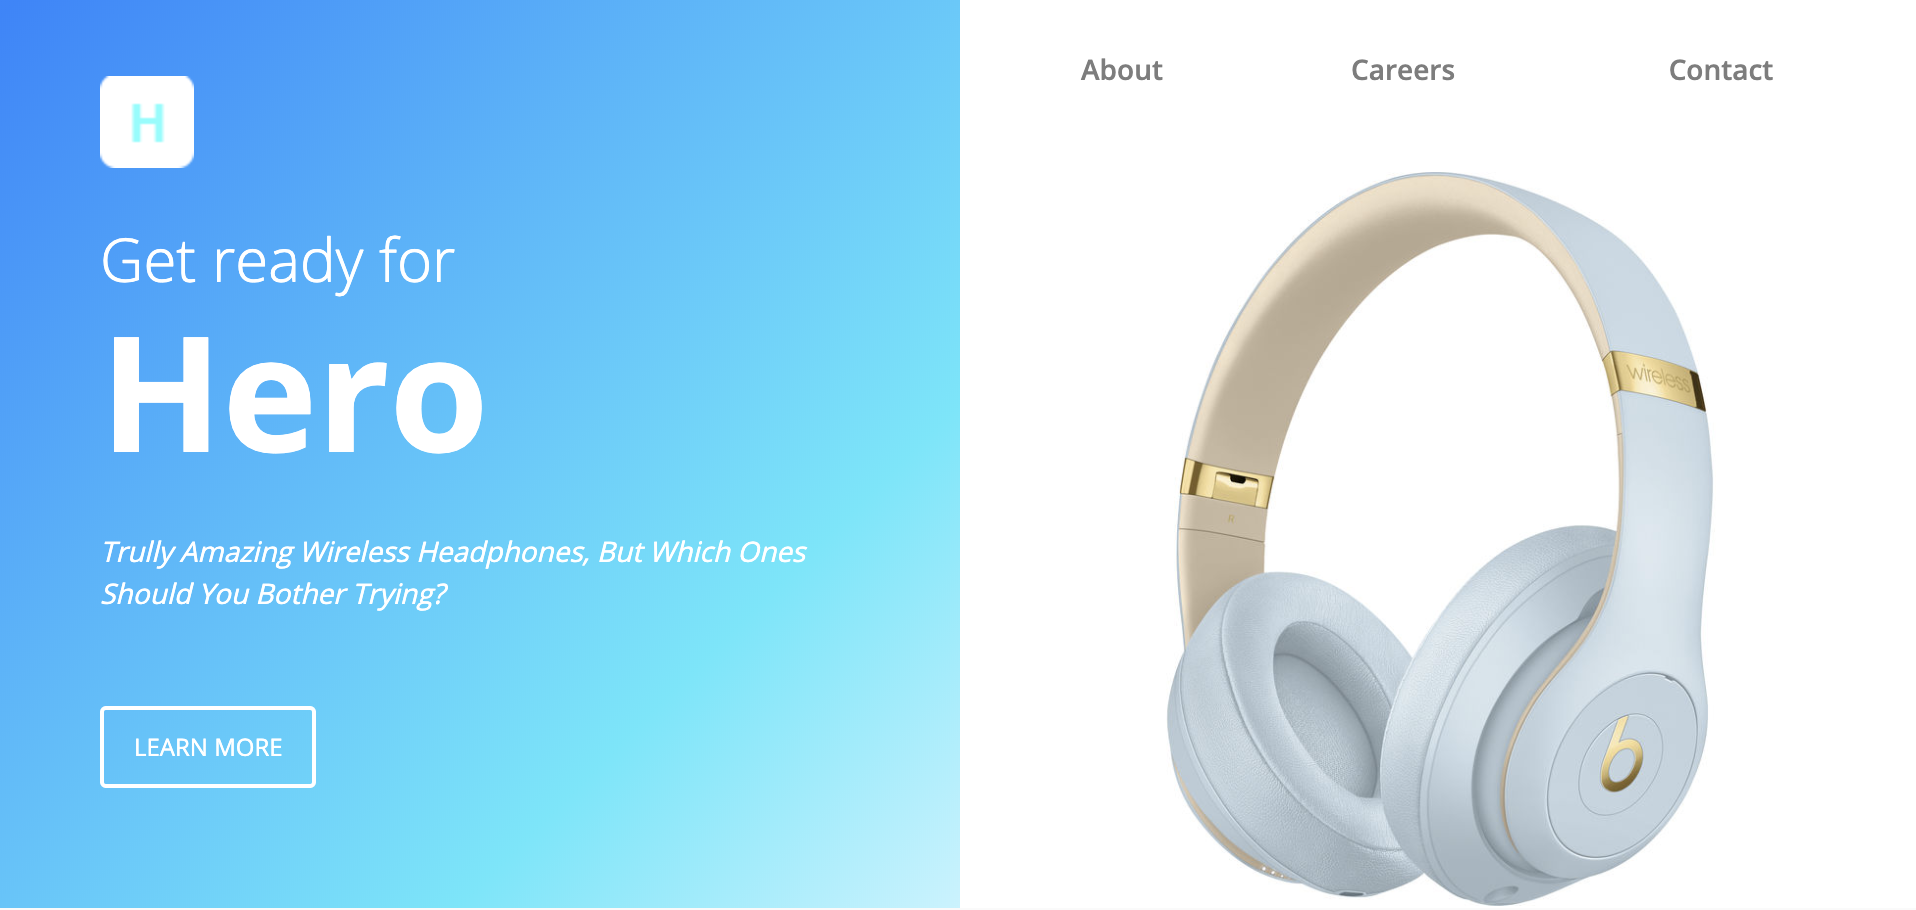 H
About
Careers
Contact
Get ready for
Hero
Trully Amazing Wireless Headphones, But Which Ones
Should You Bother Trying?
LEARN MORE
wireless
R
b